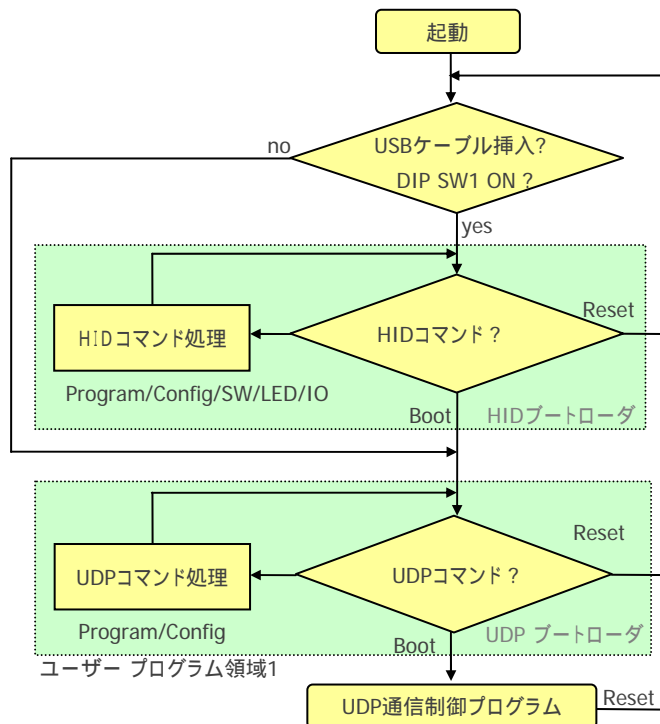 起動
no
USBケーブル挿入?
DIP SW1 ON ?
yes
HIDコマンド処理
HIDコマンド ?
Reset
Program/Config/SW/LED/IO
Boot
HIDブートローダ
UDPコマンド処理
UDPコマンド ?
Reset
Program/Config
Boot
UDP ブートローダ
ユーザー プログラム領域1
UDP通信制御プログラム
Reset